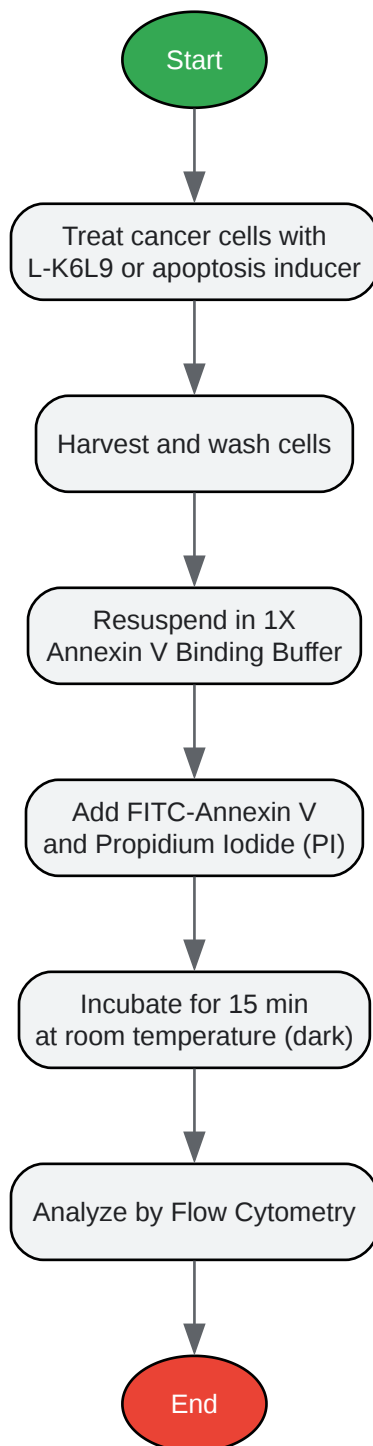 Start
Treat cancer cells with
L-K6L9 or apoptosis inducer
Harvest and wash cells
Resuspend in 1X
Annexin V Binding Buffer
Add FITC-Annexin V
and Propidium Iodide (PI)
Incubate for 15 min
at room temperature (dark)
Analyze by Flow Cytometry
End